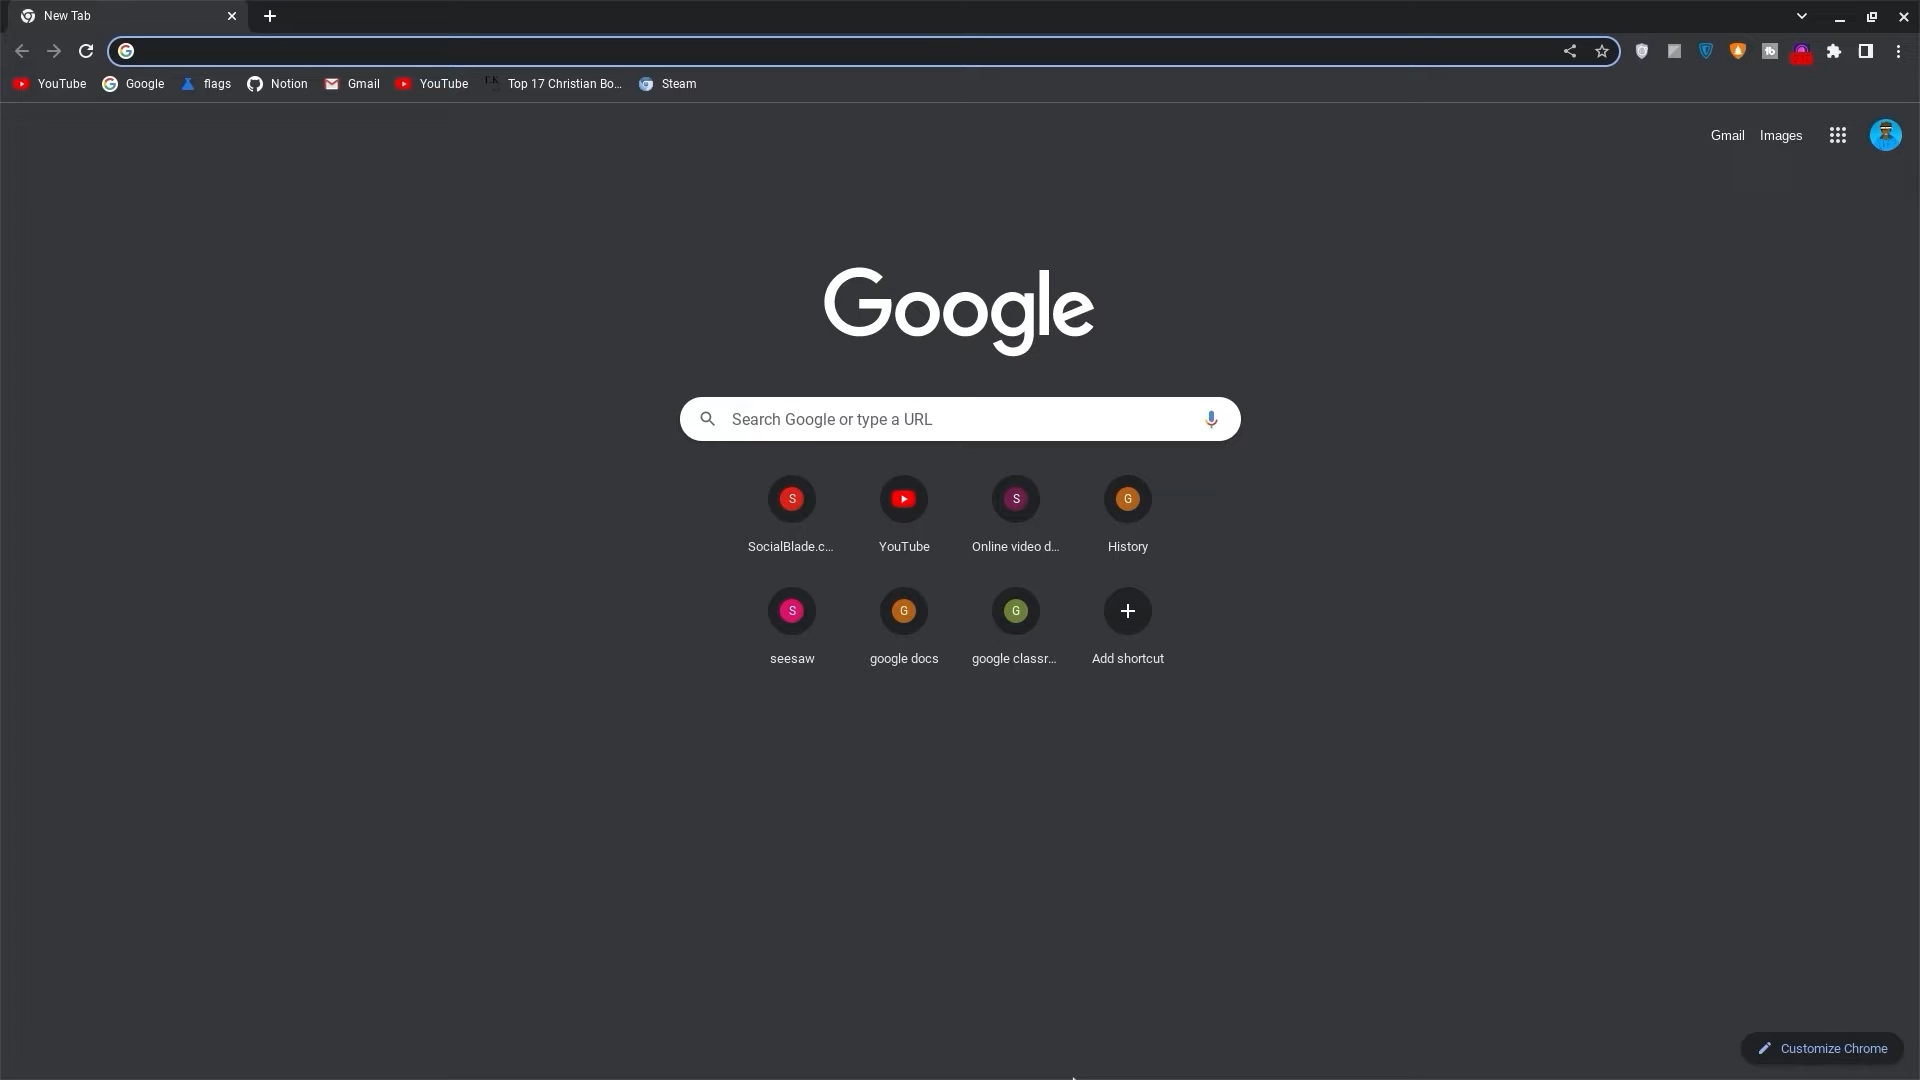 New Tab
YouTube Google flags Notion Gmail YouTube Top 17 Christian Bo... Steam
Gmail Images
Google
Search Google or type a URL
S S G
SocialBlade.c... YouTube Online video d... History
S G G
seesaw google docs google classr... Add shortcut
Customize Chrome